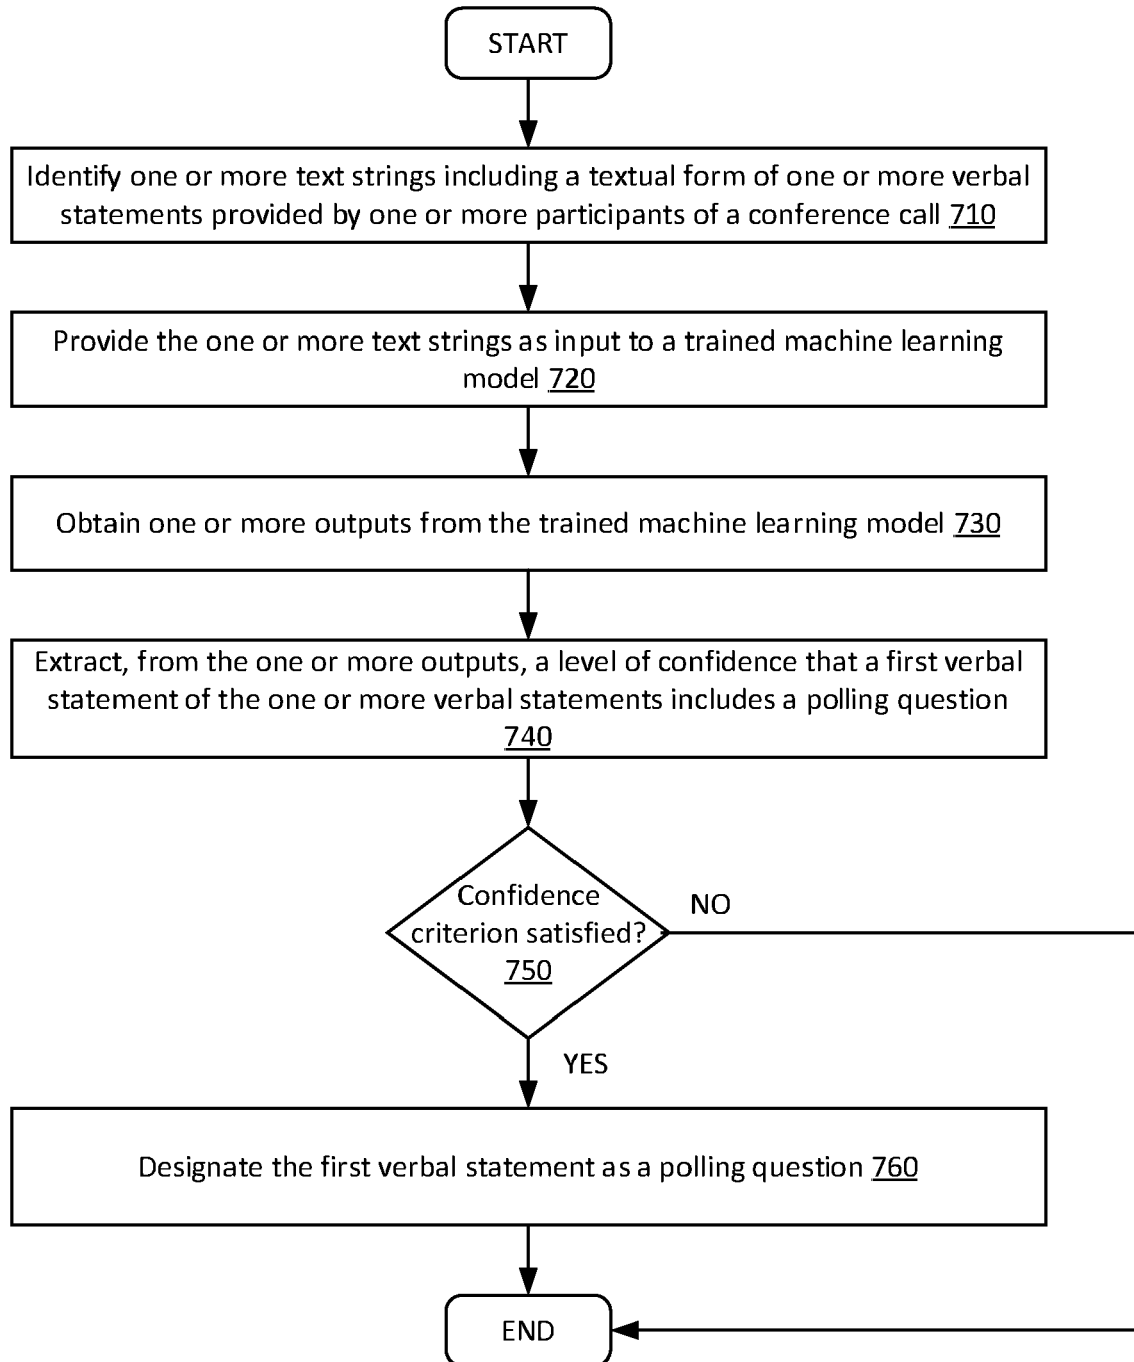 START
Identify one or more text strings including a textual form of one or more verbal
statements provided by one or more participants of a conference call 710
Provide the one or more text strings as input to a trained machine learning
model 720
Obtain one or more outputs from the trained machine learning model 730
Extract, from the one or more outputs, a level of confidence that a first verbal
statement of the one or more verbal statements includes a polling question
740
Confidence
criterion satisfied?
750
NO
YES
Designate the first verbal statement as a polling question 760
END